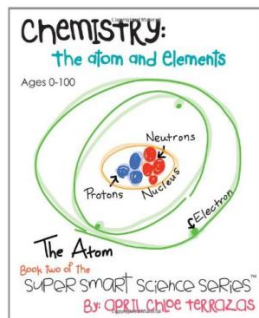 Chemistry:
The atom and Elements
Ages 0-100
Neutrons
Protons
Nucleus
Electron
The Atom
Book Two of the
Super Smart Science Series™
By: April Chloe Terrazas